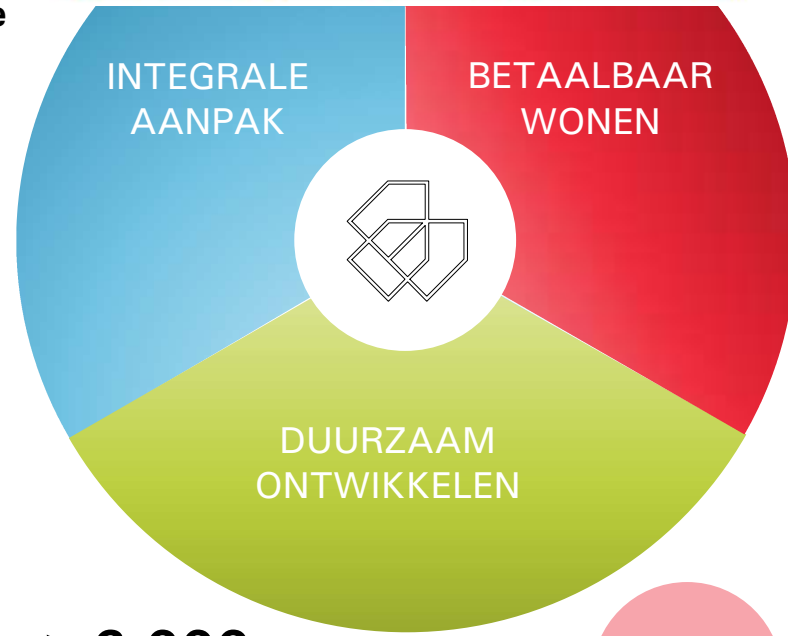 e
INTEGRALE
AANPAK
BETAALBAAR
WONEN
DUURZAAM
ONTWIKKELEN